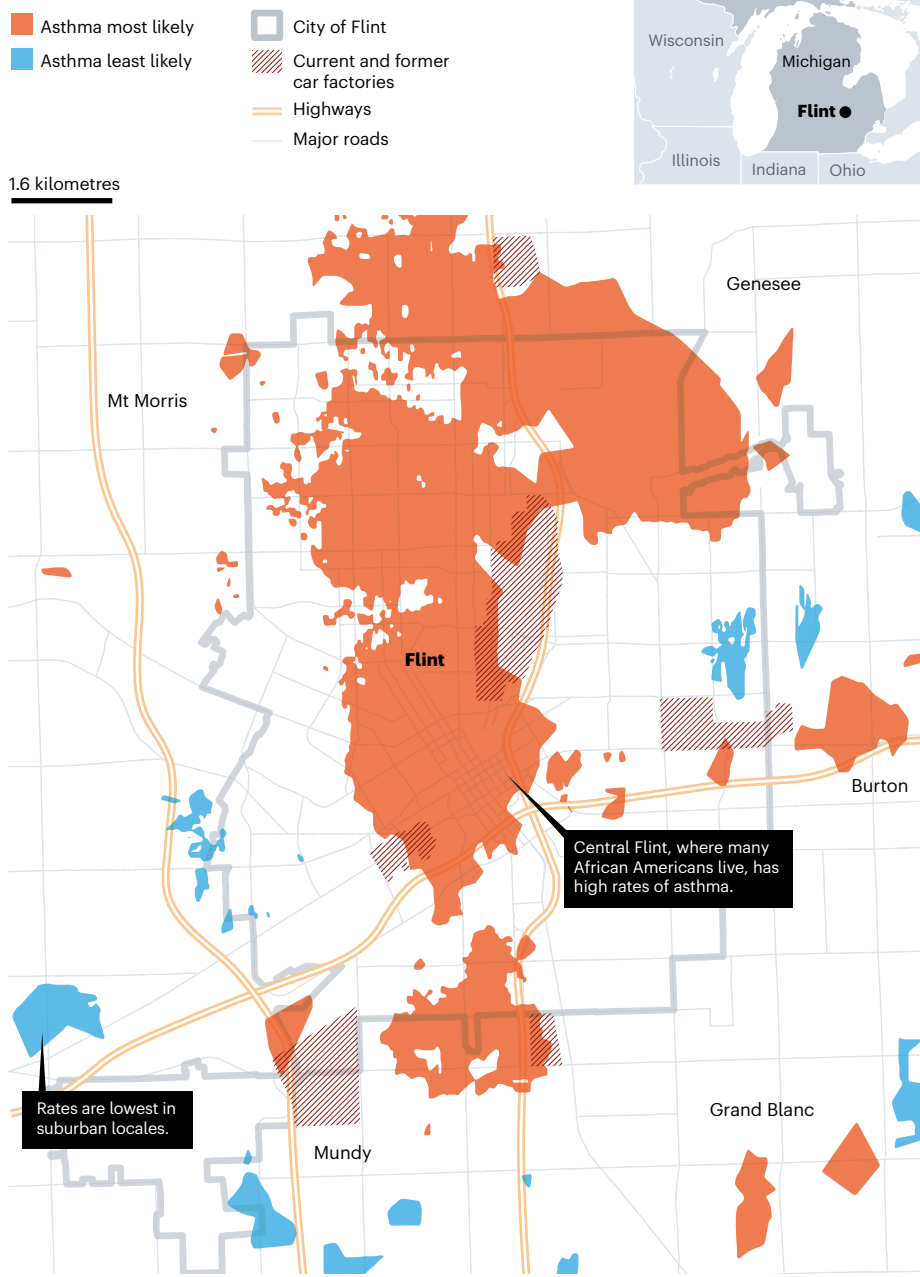 Asthma most likely
Asthma least likely
City of Flint
Current and former
car factories
Highways
Major roads
Wisconsin
Michigan
Flint
Illinois
Indiana
Ohio
1.6 kilometres
Genesee
Mt Morris
Flint
Burton
Central Flint, where many
African Americans live, has
high rates of asthma.
Rates are lowest in
suburban locales.
Grand Blanc
Mundy